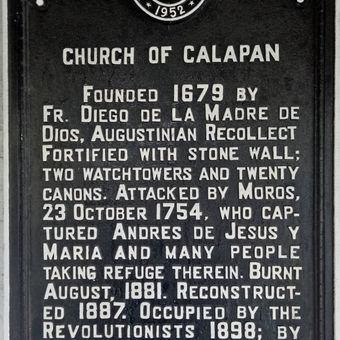 1952
CHURCH OF CALAPAN
FOUNDED 1679 BY
FR. DIEGO DE LA MADRE DE
DIOS, AUGUSTINIAN RECOLLECT
FORTIFIED WITH STONE WALL;
TWO WATCHTOWERS AND TWENTY
CANONS. ATTACKED BY MOROS,
23 OCTOBER 1754, WHO CAP-
TURED ANDRES DE JESUS Y
MARIA AND MANY PEOPLE
TAKING REFUGE THEREIN. BURNT
AUGUST, 1881. RECONSTRUCT-
ED 1887. OCCUPIED BY THE
REVOLUTIONISTS 1898; BY